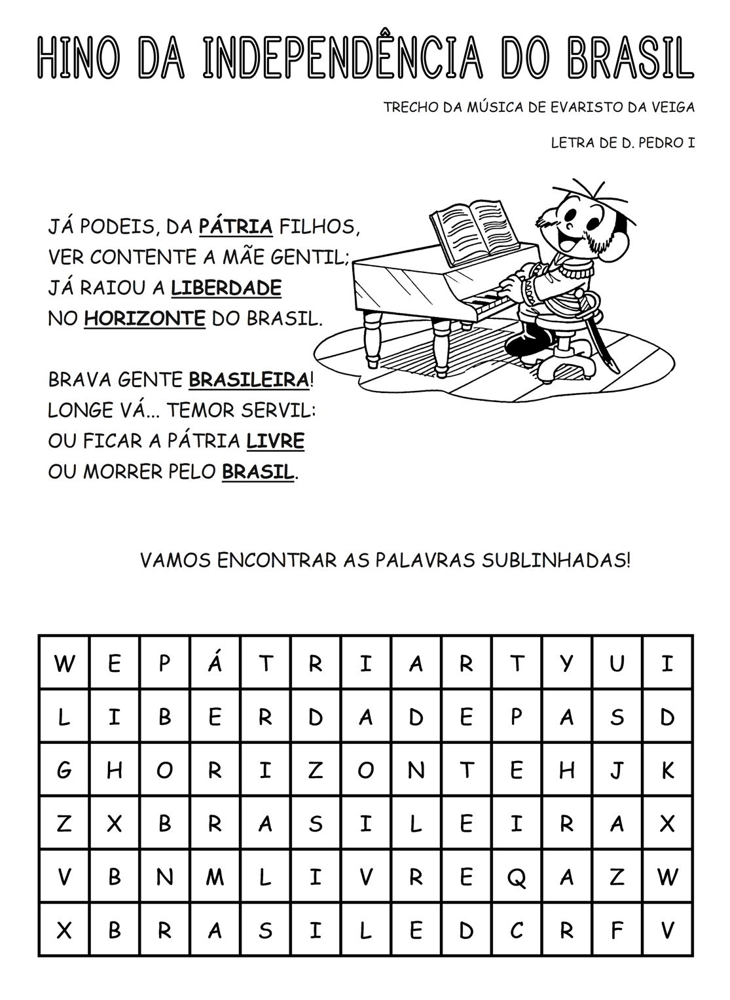 HINO DA INDEPENDÊNCIA DO BRASIL
TRECHO DA MÚSICA DE EVARISTO DA VEIGA
LETRA DE D. PEDRO I
JÁ PODEIS, DA PÁTRIA FILHOS,
VER CONTENTE A MÃE GENTIL;
JÁ RAIOU A LIBERDADE
NO HORIZONTE DO BRASIL.
BRAVA GENTE BRASILEIRA!
LONGE VÁ... TEMOR SERVIL:
OU FICAR A PÁTRIA LIVRE
OU MORRER PELO BRASIL.
VAMOS ENCONTRAR AS PALAVRAS SUBLINHADAS!
W E P Á T R I A R T Y U I
L I B E R D A D E P A S D
G H O R I Z O N T E H J K
Z X B R A S I L E I R A X
V B N M L I V R E Q A Z W
X B R A S I L E D C R F V